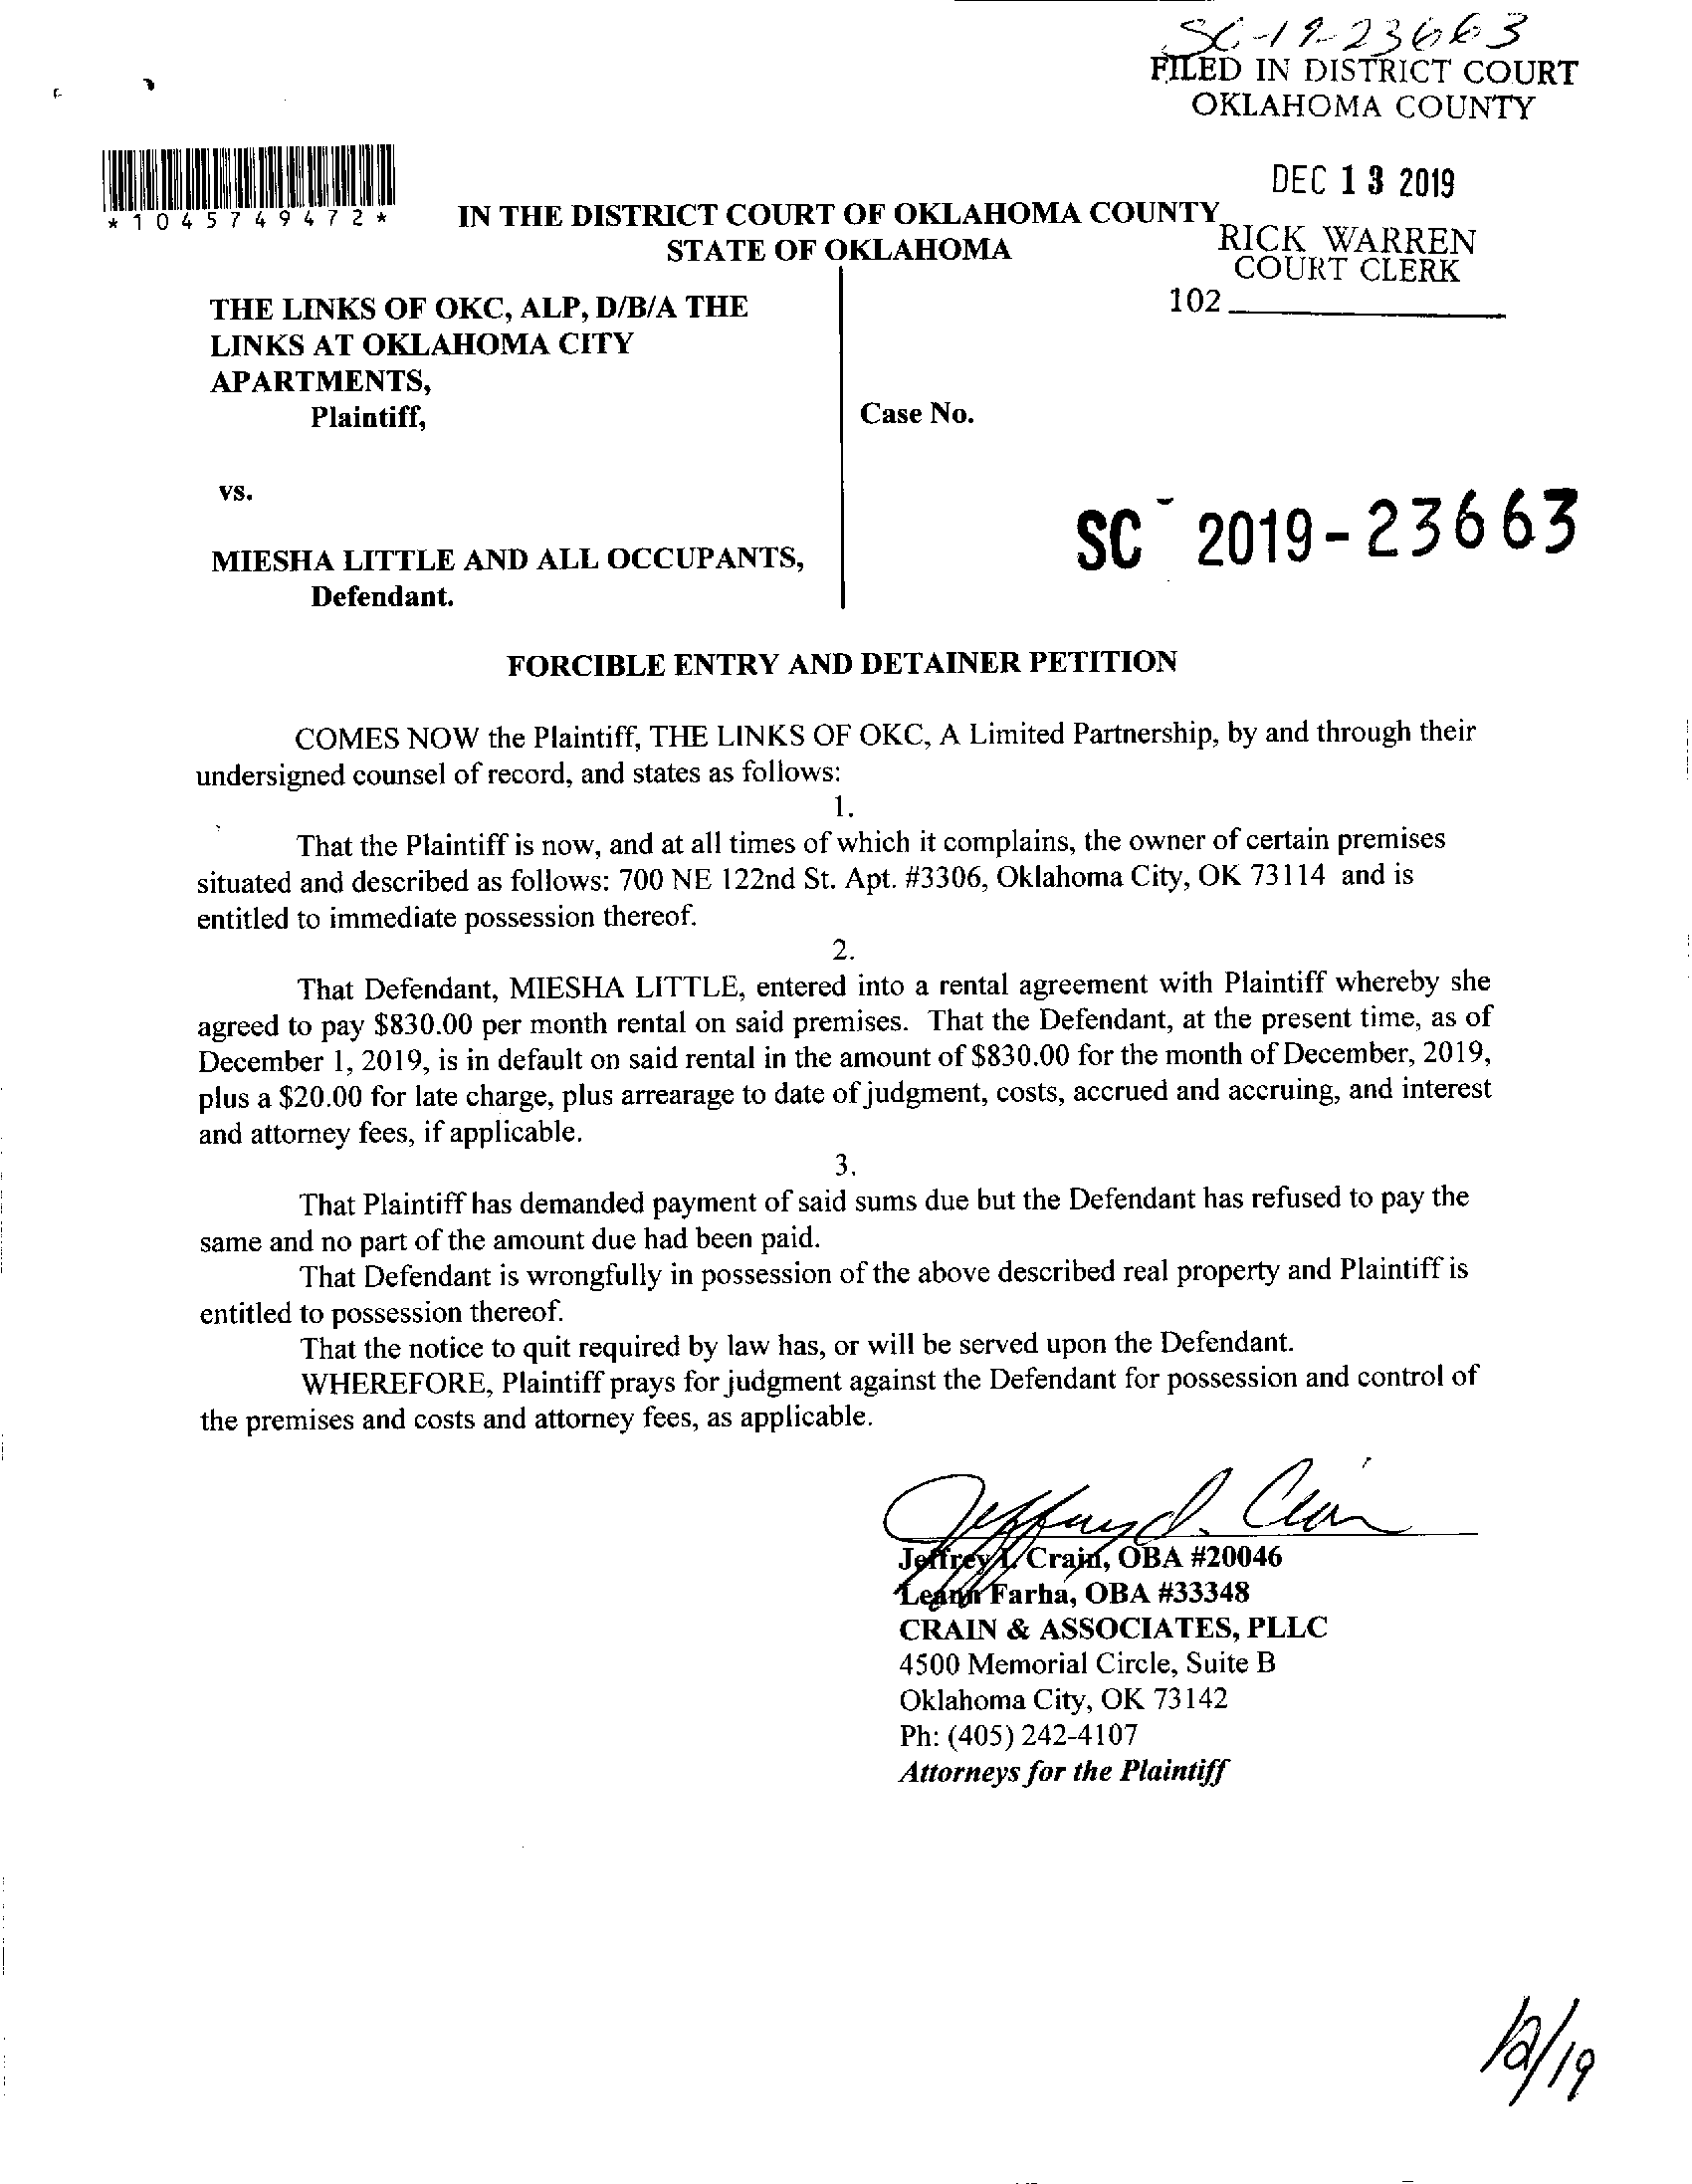 SC-19-23663
FILED IN DISTRICT COURT
OKLAHOMA COUNTY
DEC 13 2019
*1045749472*
IN THE DISTRICT COURT OF OKLAHOMA COUNTY
STATE OF OKLAHOMA
RICK WARREN
COURT CLERK
102
THE LINKS OF OKC, ALP, D/B/A THE
LINKS AT OKLAHOMA CITY
APARTMENTS,
Plaintiff,
Case No.
vs.
SC - 2019-23663
MIESHA LITTLE AND ALL OCCUPANTS,
Defendant.
FORCIBLE ENTRY AND DETAINER PETITION
COMES NOW the Plaintiff, THE LINKS OF OKC, A Limited Partnership, by and through their
undersigned counsel of record, and states as follows:
1.
That the Plaintiff is now, and at all times of which it complains, the owner of certain premises
situated and described as follows: 700 NE 122nd St. Apt. #3306, Oklahoma City, OK 73114 and is
entitled to immediate possession thereof.
2.
That Defendant, MIESHA LITTLE, entered into a rental agreement with Plaintiff whereby she
agreed to pay $830.00 per month rental on said premises. That the Defendant, at the present time, as of
December 1, 2019, is in default on said rental in the amount of $830.00 for the month of December, 2019,
plus a $20.00 for late charge, plus arrearage to date of judgment, costs, accrued and accruing, and interest
and attorney fees, if applicable.
3.
That Plaintiff has demanded payment of said sums due but the Defendant has refused to pay the
same and no part of the amount due had been paid.
That Defendant is wrongfully in possession of the above described real property and Plaintiff is
entitled to possession thereof.
That the notice to quit required by law has, or will be served upon the Defendant.
WHEREFORE, Plaintiff prays for judgment against the Defendant for possession and control of
the premises and costs and attorney fees, as applicable.
Jeffrey L. Crain, OBA #20046
Leann Farha, OBA #33348
CRAIN & ASSOCIATES, PLLC
4500 Memorial Circle, Suite B
Oklahoma City, OK 73142
Ph: (405) 242-4107
Attorneys for the Plaintiff
12/19